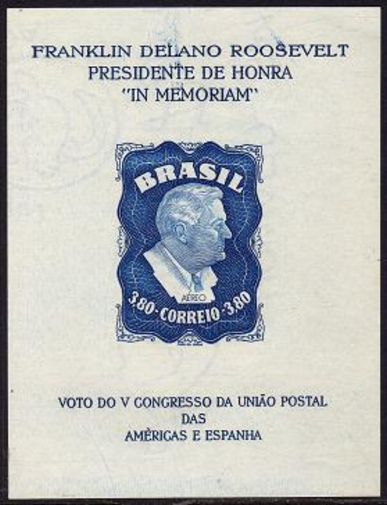 FRANKLIN DELANO ROOSEVELT
PRESIDENTE DE HONRA
"IN MEMORIAM"
BRASIL
AÉREO
3,80-CORREIO-3,80
VOTO DO V CONGRESSO DA UNIÃO POSTAL
DAS
AMÉRICAS E ESPANHA